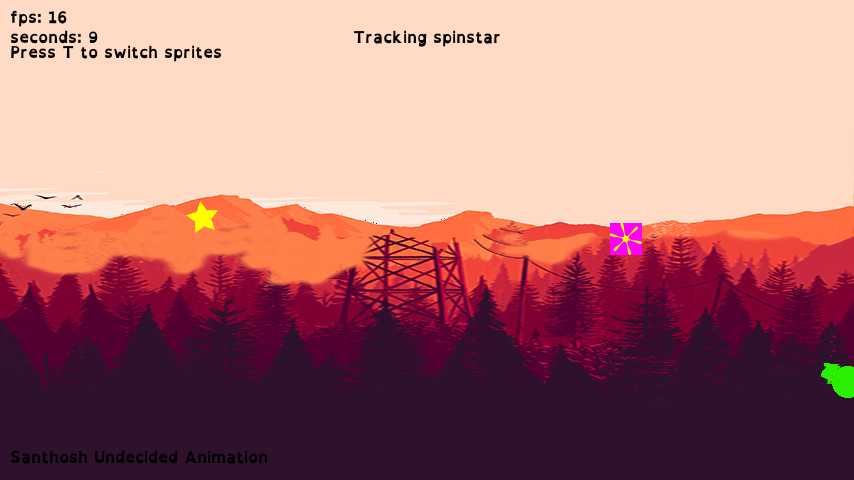 fps: 16
seconds: 9
Press T to switch sprites
Tracking spinstar
Santhosh Undecided Animation